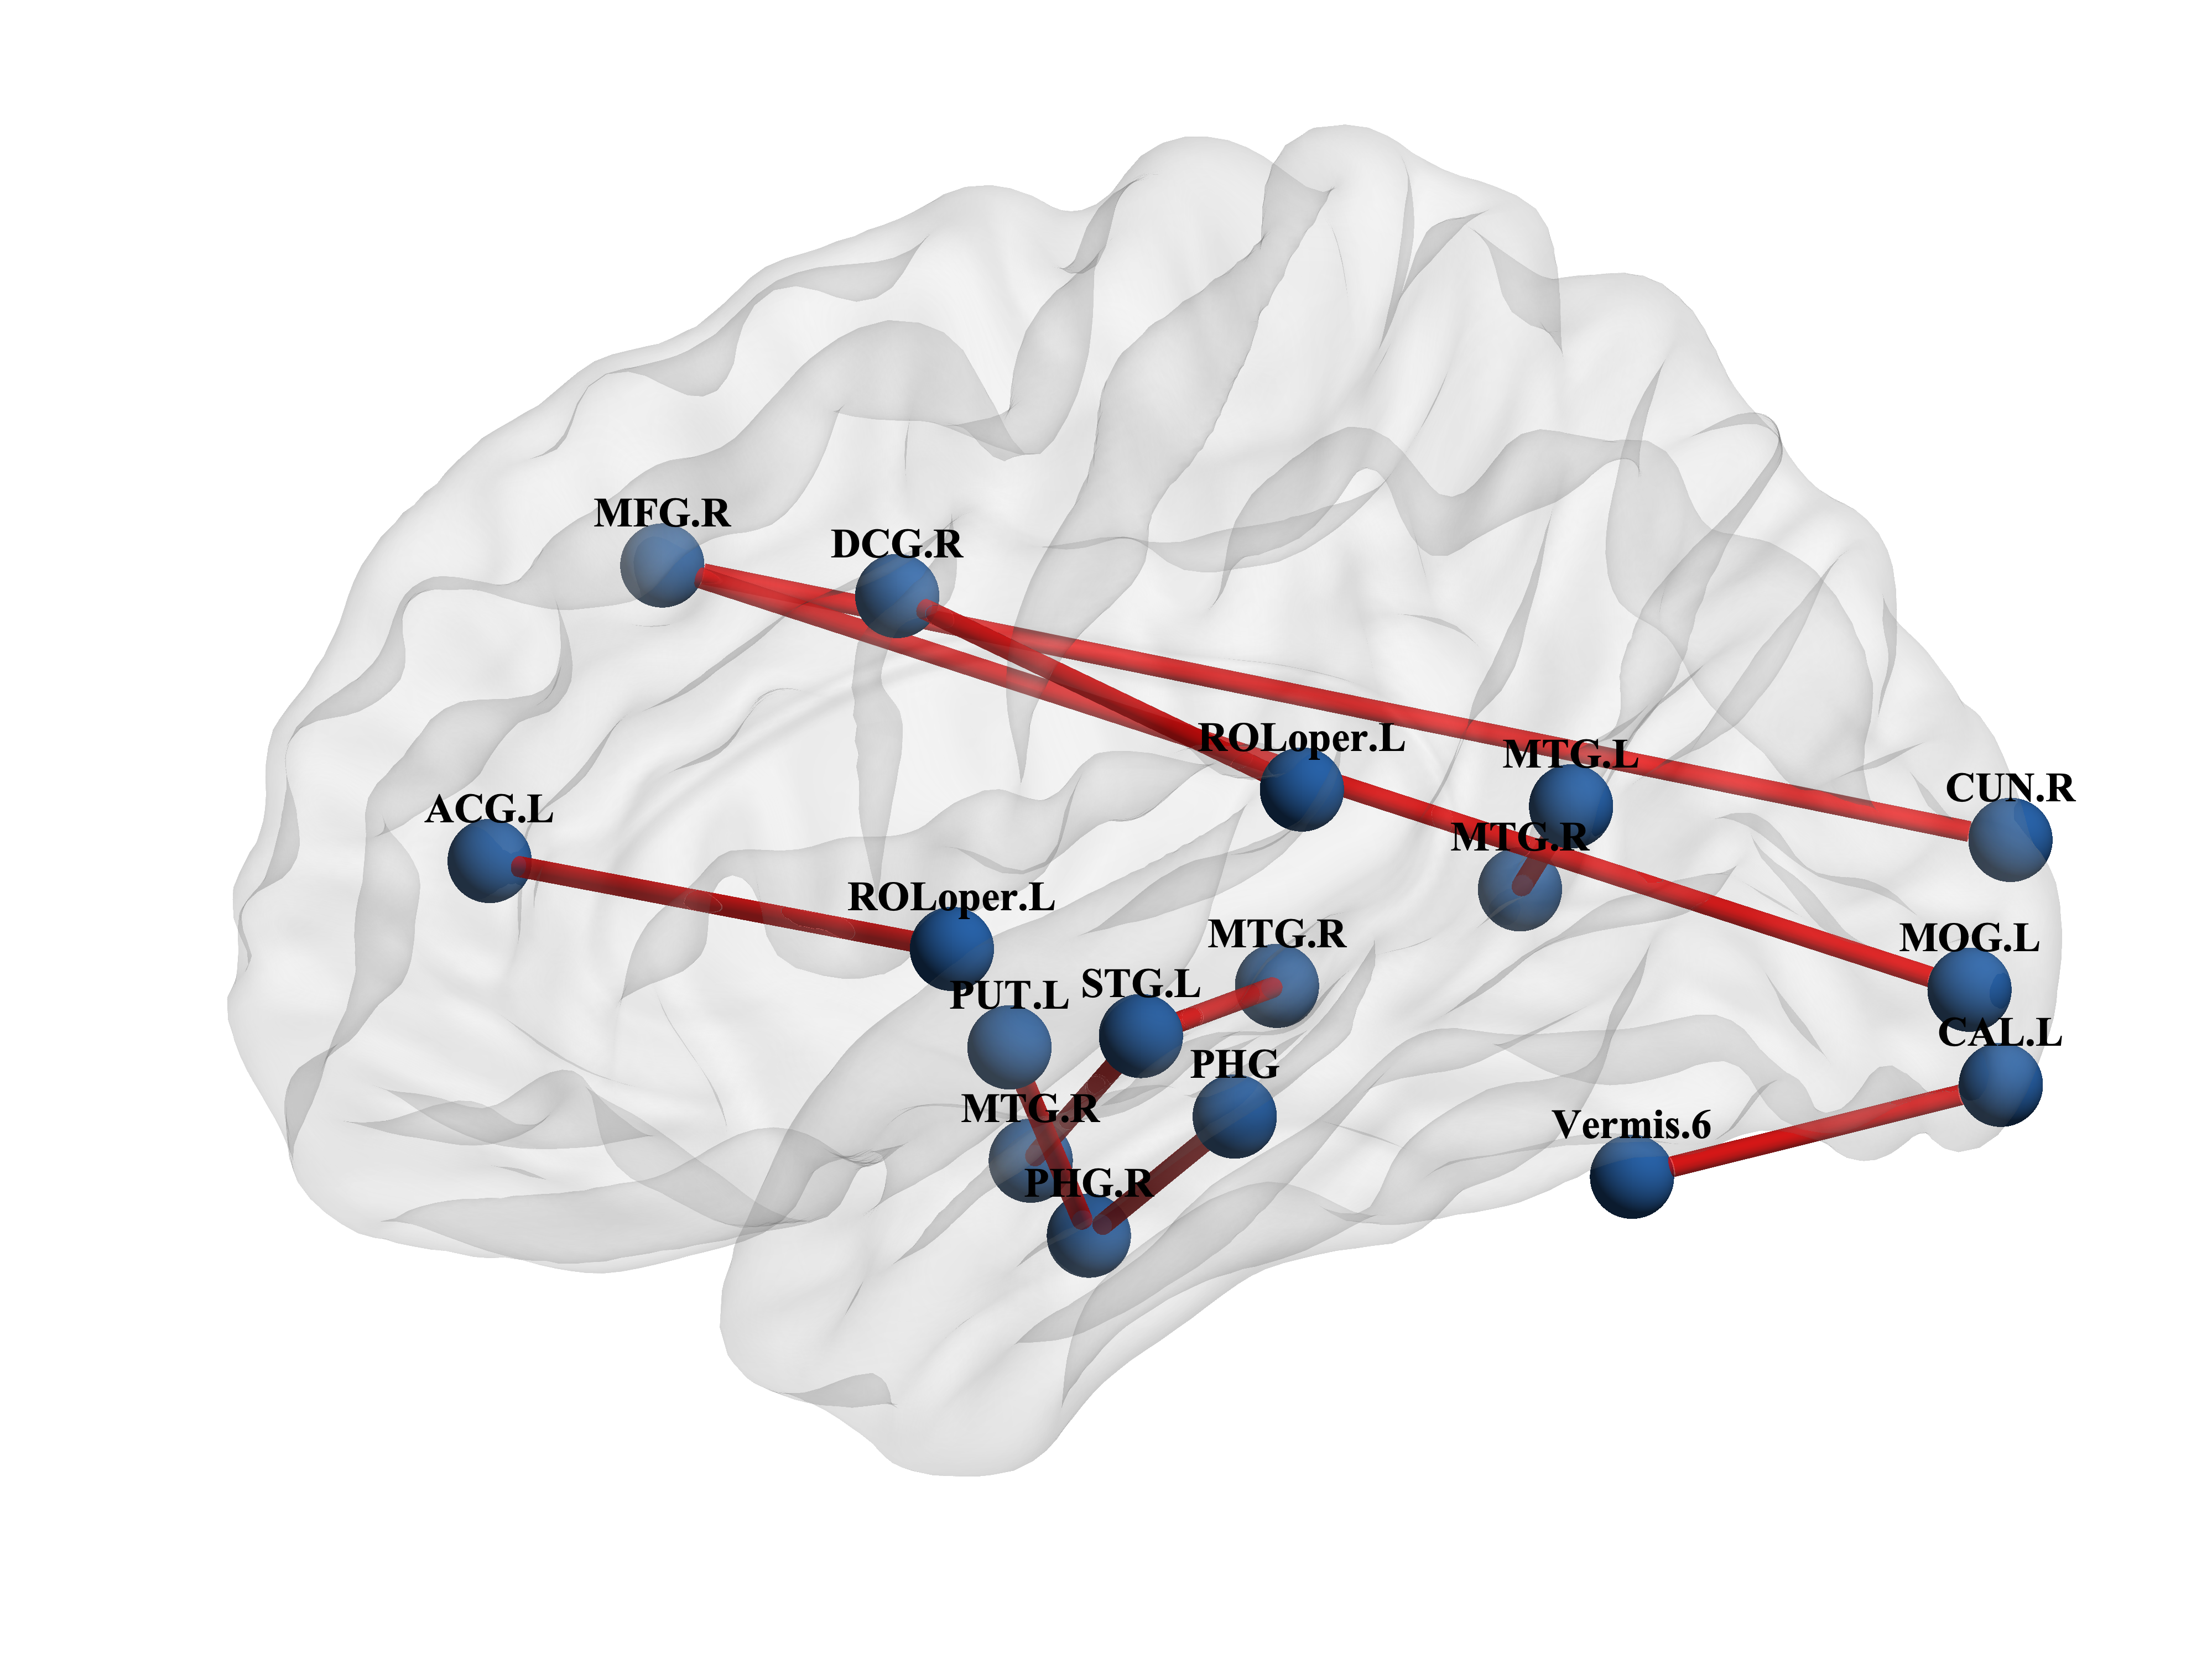 MFG.R
DCG.R
ROLoper.L
MTG.L
CUN.R
ACG.L
MTG.R
ROLoper.L
MTG.R
MOG.L
PUT.L
STG.L
CAL.L
PHG
MTG.R
Vermis.6
PHG.R